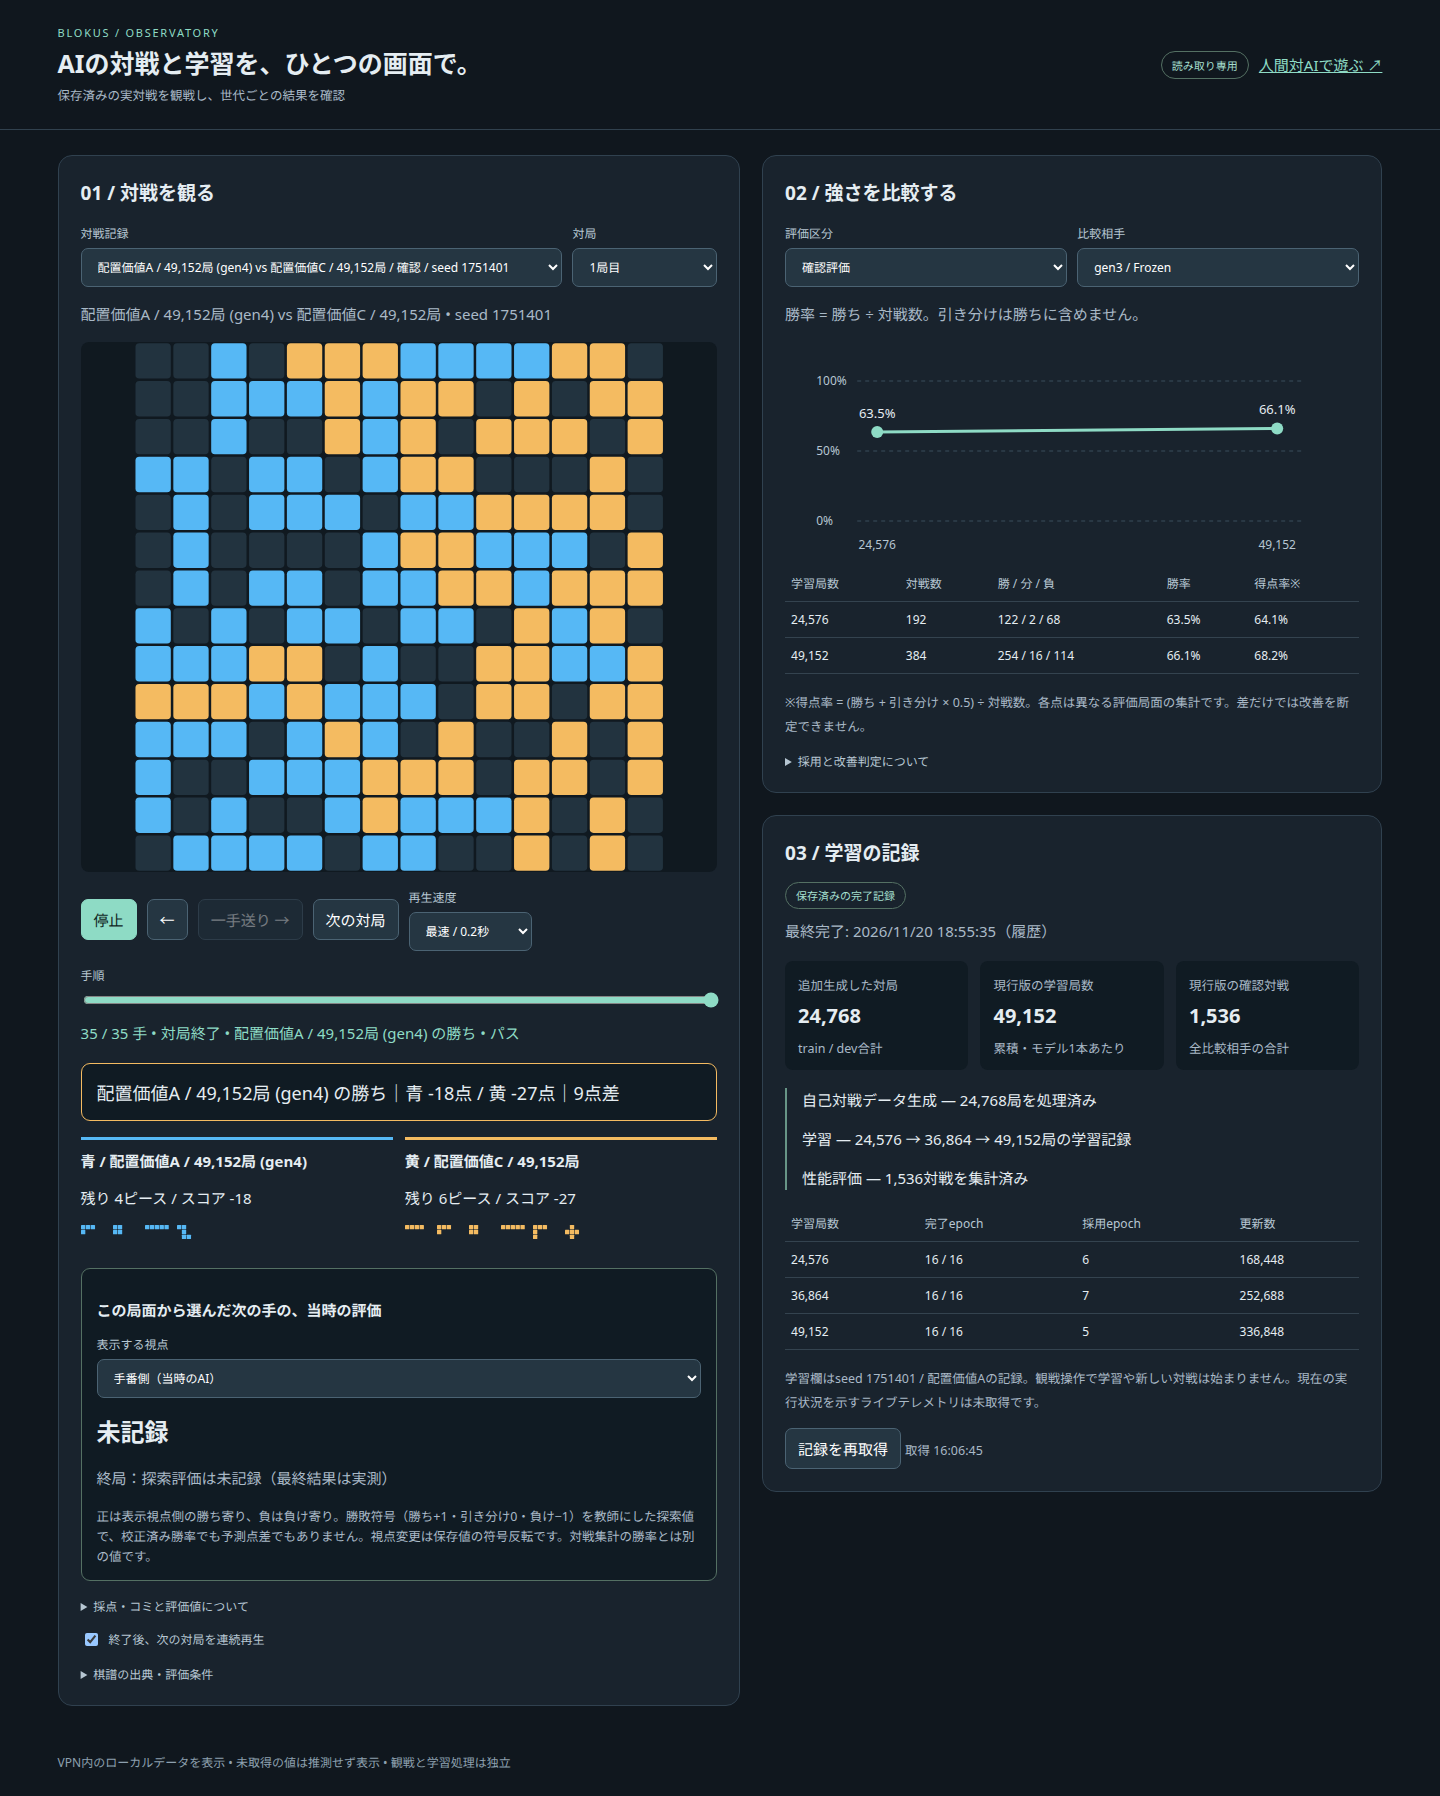 BLOKUS / OBSERVATORY
AIの対戦と学習を、ひとつの画面で。
保存済みの実対戦を観戦し、世代ごとの結果を確認
読み取り専用
人間対AIで遊ぶ ↗
01 / 対戦を観る
対戦記録
対局
配置価値A / 49,152局 (gen4) vs 配置価値C / 49,152局 / 確認 / seed 1751401
1局目
配置価値A / 49,152局 (gen4) vs 配置価値C / 49,152局 • seed 1751401
停止
←
一手送り →
次の対局
再生速度
最速 / 0.2秒
手順
35 / 35 手 • 対局終了 • 配置価値A / 49,152局 (gen4) の勝ち • パス
配置価値A / 49,152局 (gen4) の勝ち｜青 -18点 / 黄 -27点｜9点差
青 / 配置価値A / 49,152局 (gen4)
黄 / 配置価値C / 49,152局
残り 4ピース / スコア -18
残り 6ピース / スコア -27
この局面から選んだ次の手の、当時の評価
表示する視点
手番側（当時のAI）
未記録
終局：探索評価は未記録（最終結果は実測）
正は表示視点側の勝ち寄り、負は負け寄り。勝敗符号（勝ち+1・引き分け0・負け−1）を教師にした探索値
で、校正済み勝率でも予測点差でもありません。視点変更は保存値の符号反転です。対戦集計の勝率とは別
の値です。
▶ 採点・コミと評価値について
終了後、次の対局を連続再生
▶ 棋譜の出典・評価条件
02 / 強さを比較する
評価区分
比較相手
確認評価
gen3 / Frozen
勝率 = 勝ち ÷ 対戦数。引き分けは勝ちに含めません。
100%
63.5%
66.1%
50%
0%
24,576
49,152
学習局数 対戦数 勝 / 分 / 負 勝率 得点率※
24,576 192 122 / 2 / 68 63.5% 64.1%
49,152 384 254 / 16 / 114 66.1% 68.2%
※得点率 = (勝ち + 引き分け × 0.5) ÷ 対戦数。各点は異なる評価局面の集計です。差だけでは改善を断
定できません。
▶ 採用と改善判定について
03 / 学習の記録
保存済みの完了記録
最終完了: 2026/11/20 18:55:35（履歴）
追加生成した対局
24,768
train / dev合計
現行版の学習局数
49,152
累積・モデル1本あたり
現行版の確認対戦
1,536
全比較相手の合計
自己対戦データ生成 — 24,768局を処理済み
学習 — 24,576 → 36,864 → 49,152局の学習記録
性能評価 — 1,536対戦を集計済み
学習局数 完了epoch 採用epoch 更新数
24,576 16 / 16 6 168,448
36,864 16 / 16 7 252,688
49,152 16 / 16 5 336,848
学習欄はseed 1751401 / 配置価値Aの記録。観戦操作で学習や新しい対戦は始まりません。現在の実
行状況を示すライブテレメトリは未取得です。
記録を再取得
取得 16:06:45
VPN内のローカルデータを表示 • 未取得の値は推測せず表示 • 観戦と学習処理は独立